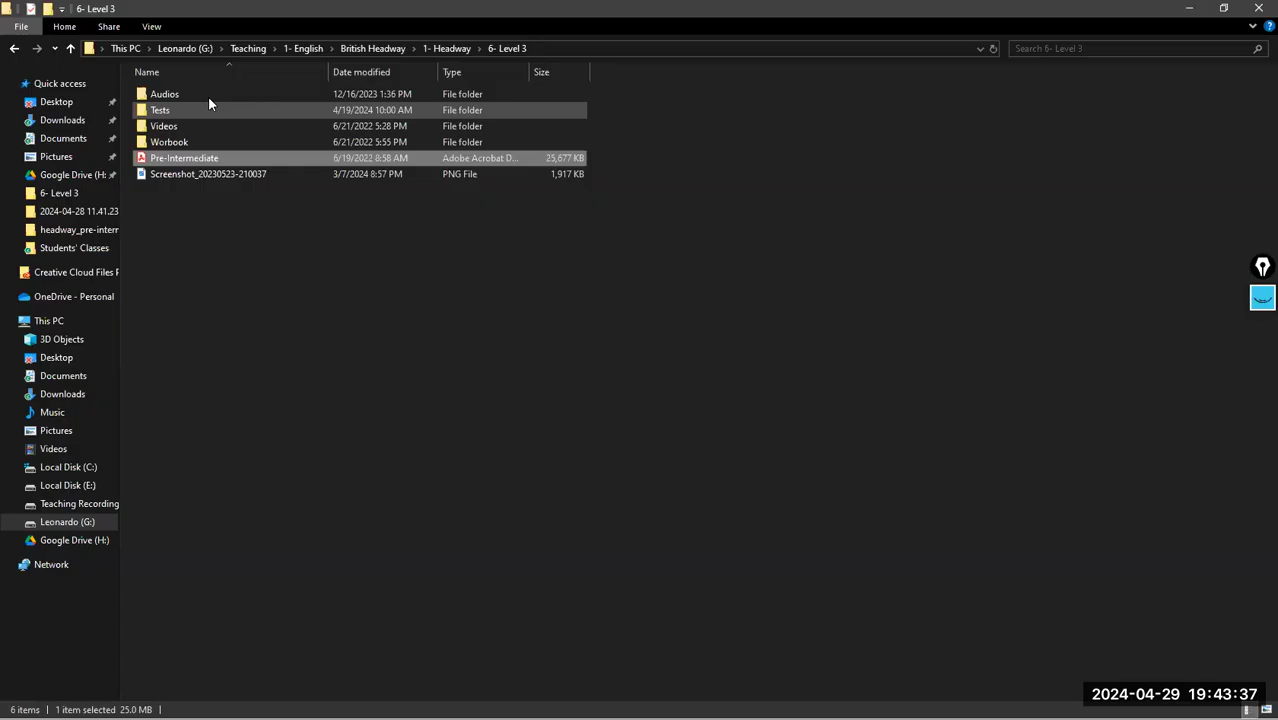 6- Level 3
File Home Share View
This PC Leonardo (G:) Teaching 1- English British Headway 1- Headway 6- Level 3 Search 6- Level 3
Name Date modified Type Size
Audios 12/16/2023 1:36 PM File folder
Tests 4/19/2024 10:00 AM File folder
Videos 6/21/2022 5:28 PM File folder
Worbook 6/21/2022 5:55 PM File folder
Pre-Intermediate 6/19/2022 8:58 AM Adobe Acrobat D... 25,677 KB
Screenshot_20230523-210037 3/7/2024 8:57 PM PNG File 1,917 KB
Quick access
Desktop
Downloads
Documents
Pictures
Google Drive (H:
6- Level 3
2024-04-28 11.41.23
headway_pre-intern
Students' Classes
Creative Cloud Files P
OneDrive - Personal
This PC
3D Objects
Desktop
Documents
Downloads
Music
Pictures
Videos
Local Disk (C:)
Local Disk (E:)
Teaching Recording
Leonardo (G:)
Google Drive (H:)
Network
2024-04-29 19:43:37
6 items 1 item selected 25.0 MB